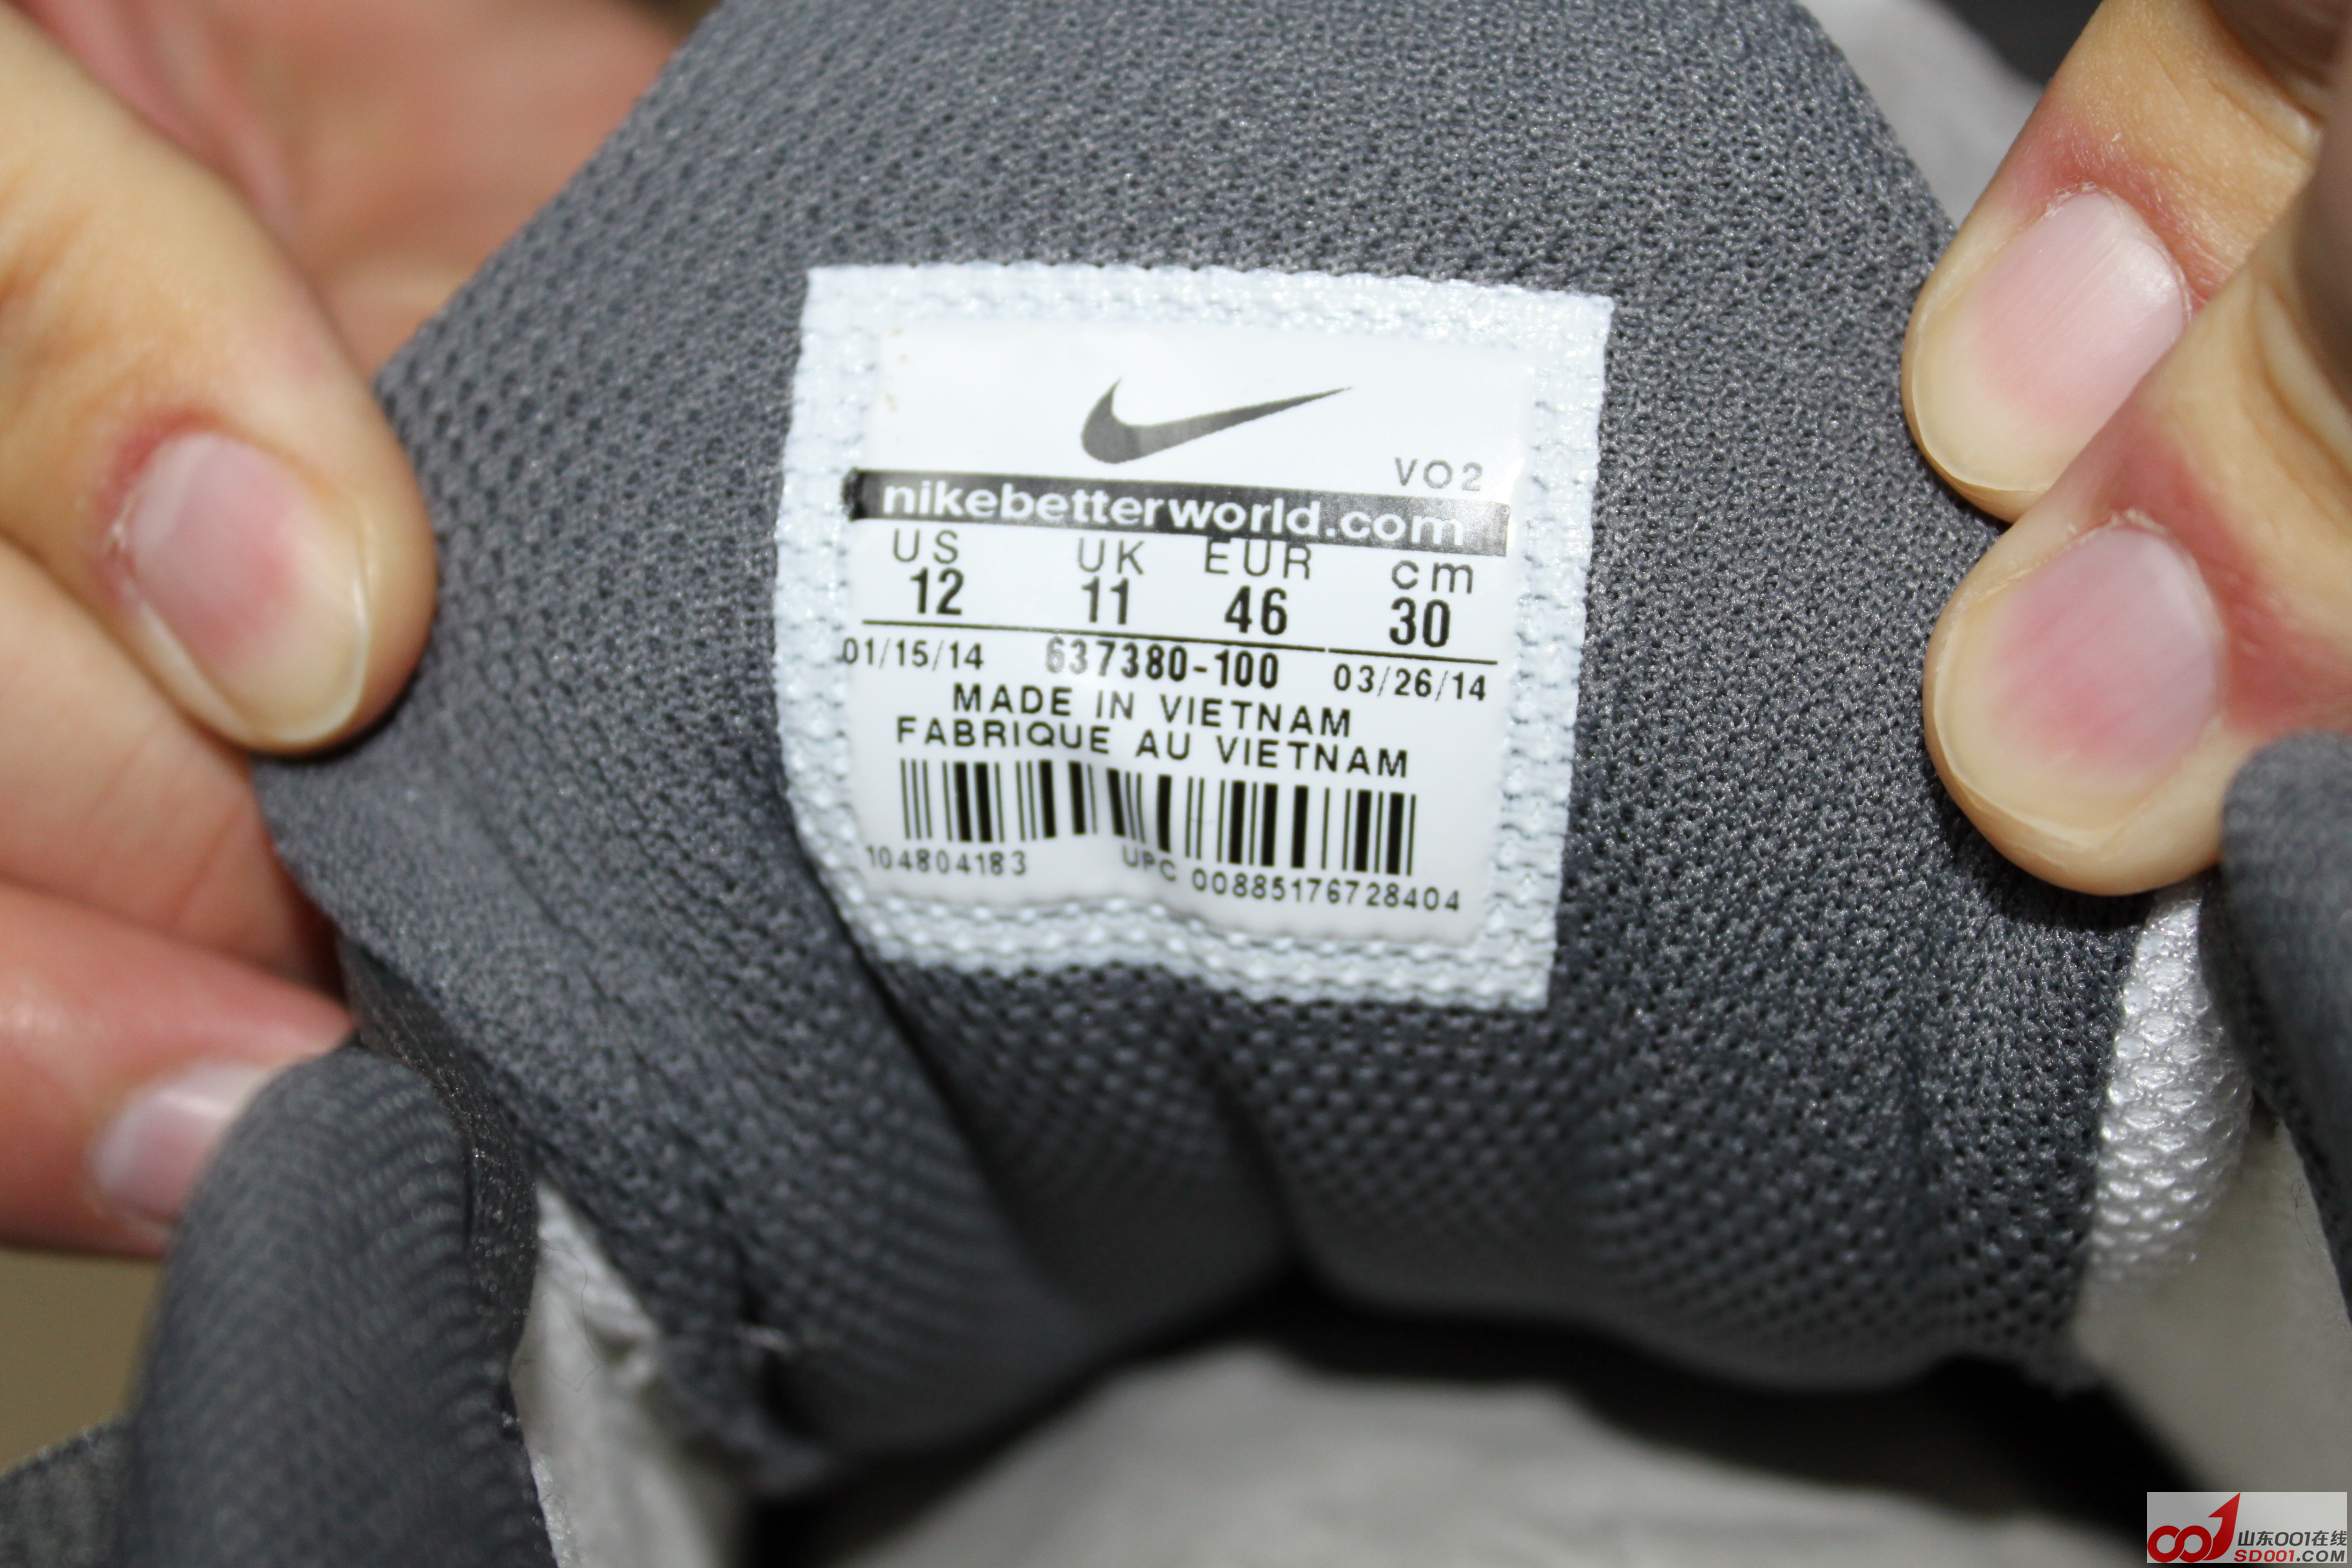 VO2
nikebetterworld.com
US UK EUR cm
12 11 46 30
01/15/14 637380-100 03/26/14
MADE IN VIETNAM
FABRIQUE AU VIETNAM
104804183 UPC 00885176728404
山东001在线
SD001.COM